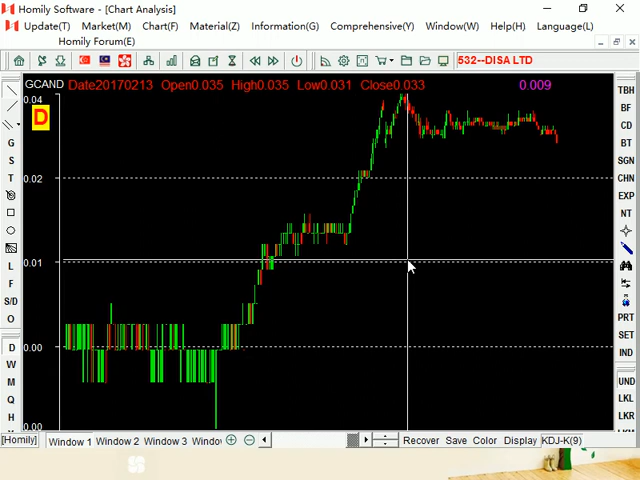 Homily Software - [Chart Analysis]
Update(T) Market(M) Chart(F) Material(Z) Information(G) Comprehensive(Y) Window(W) Help(H) Language(L)
Homily Forum(E)
532--DISA LTD
GCAND Date20170213 Open0.035 High0.035 Low0.031 Close0.033 0.009
D
0.04
0.02
0.01
0.00
0.00
G
S
T
L
F
S/D
O
D
W
M
Q
H
Y
TBH
BF
CD
BT
SGN
CHN
EXP
NT
PRT
SET
IND
UND
LKL
LKR
[Homily] Window 1 Window 2 Window 3 Windo Recover Save Color Display KDJ-K(9)